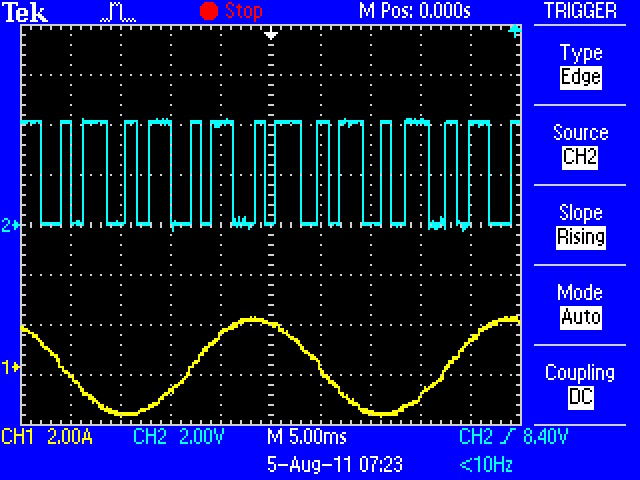 Tek Stop M Pos: 0.000s TRIGGER
Type
Edge
Source
CH2
Slope
Rising
2
Mode
Auto
1
Coupling
DC
CH1 2.00A CH2 2.00V M 5.00ms CH2 8.40V
5-Aug-11 07:23 <10Hz